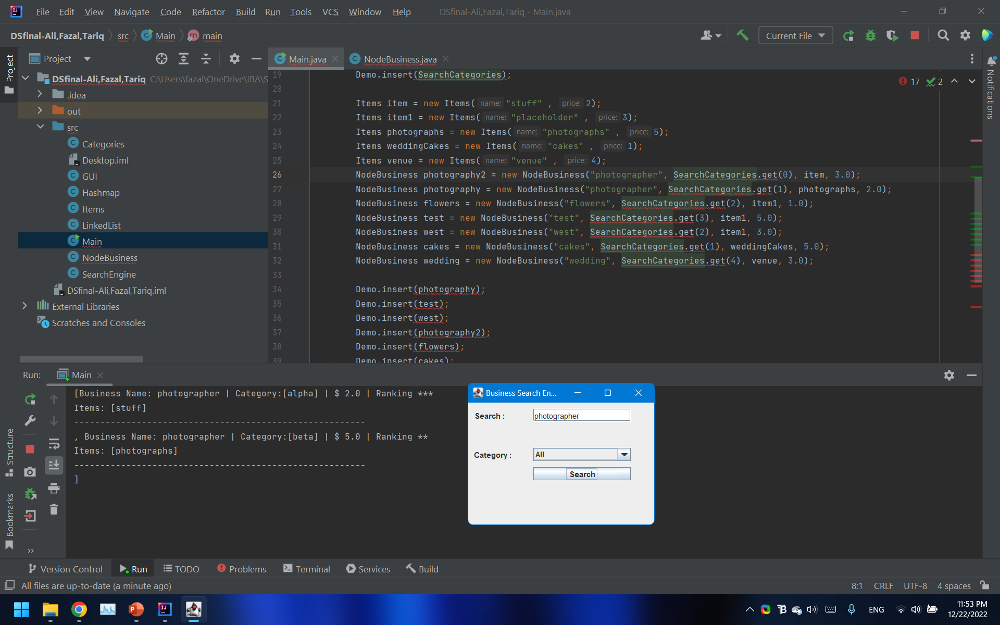 File Edit View Navigate Code Refactor Build Run Tools VCS Window Help DSfinal-Ali,Fazal,Tariq - Main.java
DSfinal-Ali,Fazal,Tariq src Main main Current File
Project
Project
Main.java
NodeBusiness.java
Notifications
DSfinal-Ali,Fazal,Tariq C:\Users\fazal\OneDrive\IBA\S
.idea
out
src
Categories
Desktop.iml
GUI
Hashmap
Items
LinkedList
Main
NodeBusiness
SearchEngine
DSfinal-Ali,Fazal,Tariq.iml
External Libraries
Scratches and Consoles
17 2
19 Demo.insert(SearchCategories);
20
21 Items item = new Items( name: "stuff" , price: 2);
22 Items item1 = new Items( name: "placeholder" , price: 3);
23 Items photographs = new Items( name: "photographs" , price: 5);
24 Items weddingCakes = new Items( name: "cakes" , price: 1);
25 Items venue = new Items( name: "venue" , price: 4);
26 NodeBusiness photography2 = new NodeBusiness("photographer", SearchCategories.get(0), item, 3.0);
27 NodeBusiness photography = new NodeBusiness("photographer", SearchCategories.get(1), photographs, 2.0);
28 NodeBusiness flowers = new NodeBusiness("flowers", SearchCategories.get(2), item1, 1.0);
29 NodeBusiness test = new NodeBusiness("test", SearchCategories.get(3), item1, 5.0);
30 NodeBusiness west = new NodeBusiness("west", SearchCategories.get(2), item1, 3.0);
31 NodeBusiness cakes = new NodeBusiness("cakes", SearchCategories.get(1), weddingCakes, 5.0);
32 NodeBusiness wedding = new NodeBusiness("wedding", SearchCategories.get(4), venue, 3.0);
33
34 Demo.insert(photography);
35 Demo.insert(test);
36 Demo.insert(west);
37 Demo.insert(photography2);
38 Demo.insert(flowers);
39 Demo.insert(cakes);
Run: Main
[Business Name: photographer | Category:[alpha] | $ 2.0 | Ranking ***
Items: [stuff]
--------------------------------------------------------
, Business Name: photographer | Category:[beta] | $ 5.0 | Ranking **
Items: [photographs]
--------------------------------------------------------
]
Structure
Bookmarks
Business Search En...
Search : photographer
Category : All
Search
Version Control Run TODO Problems Terminal Services Build
All files are up-to-date (a minute ago) 8:1 CRLF UTF-8 4 spaces
ENG
11:53 PM
12/22/2022